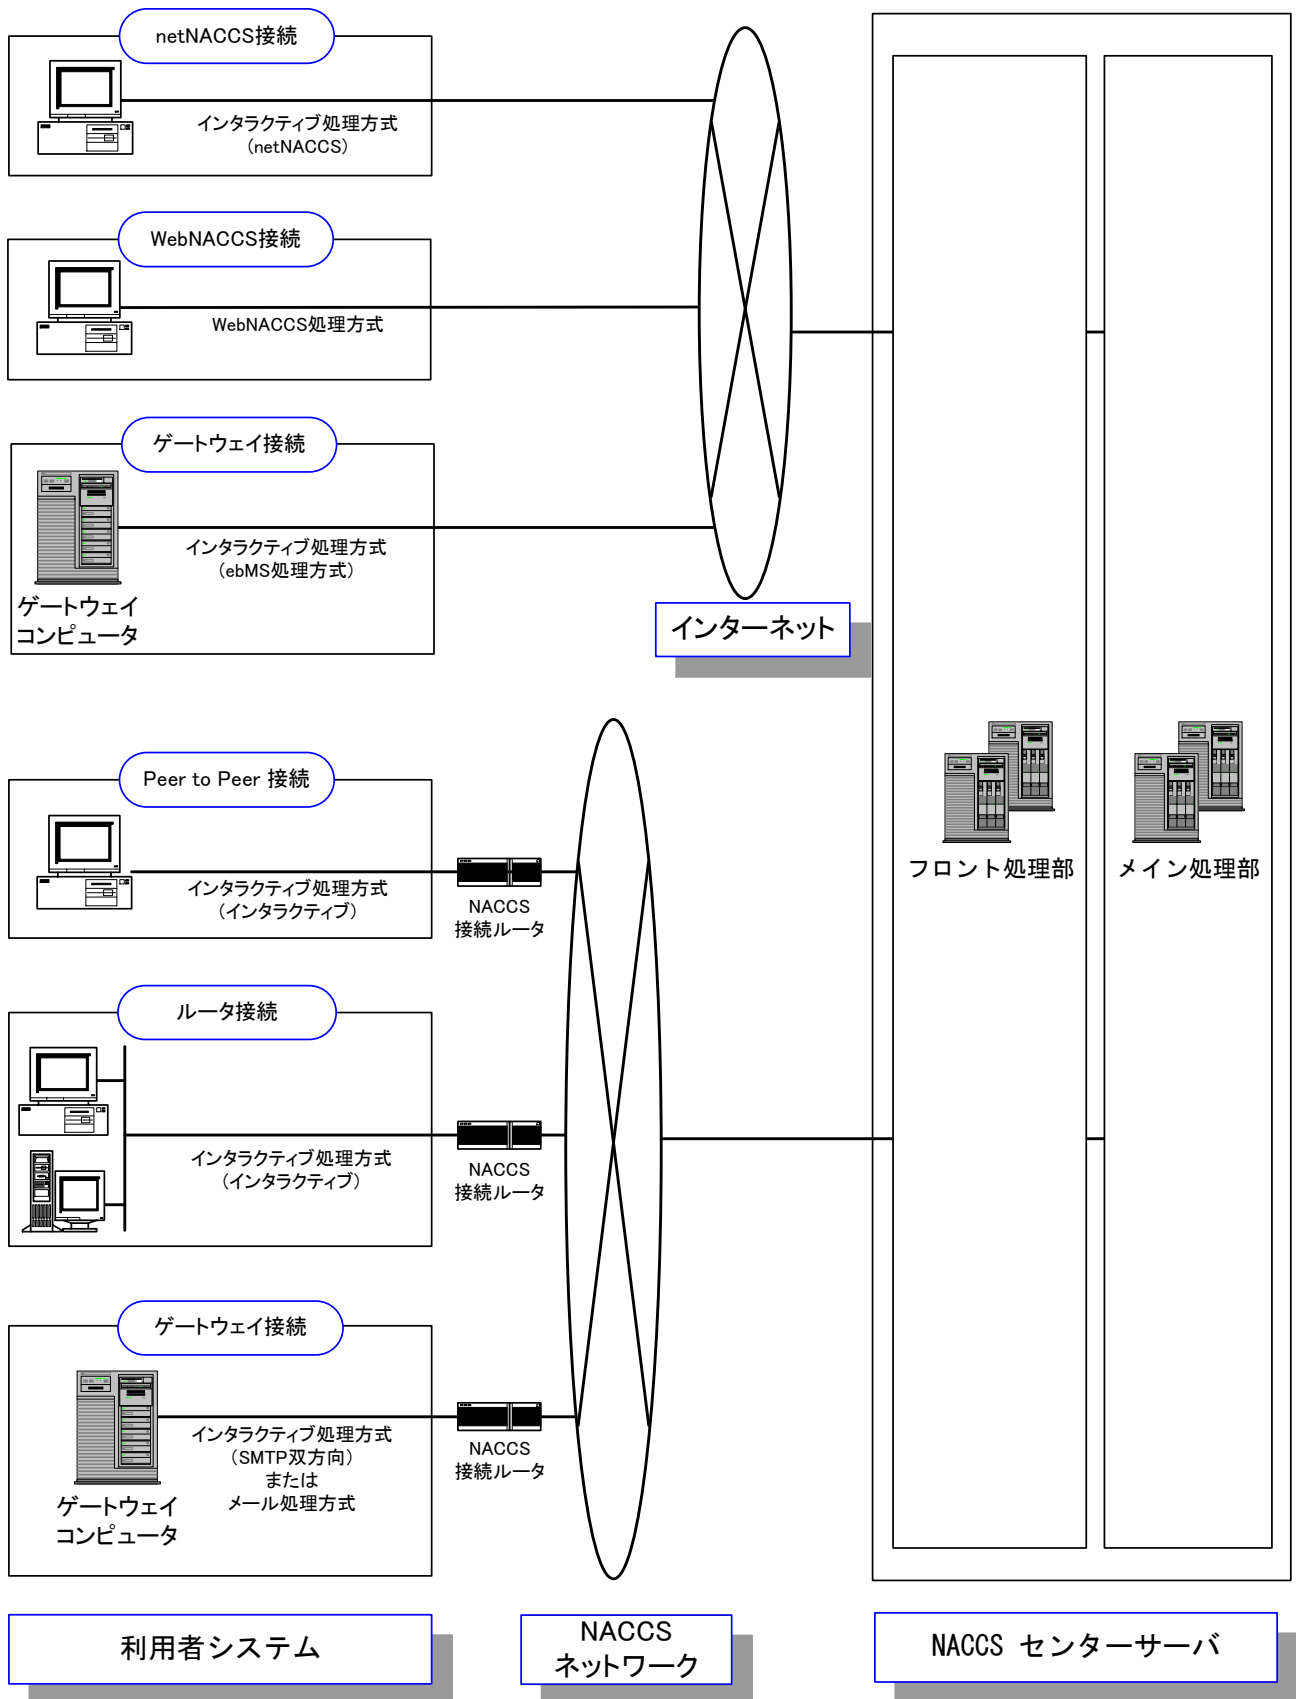 netNACCS接続
インタラクティブ処理方式
(netNACCS)
WebNACCS接続
WebNACCS処理方式
ゲートウェイ接続
インタラクティブ処理方式
(ebMS処理方式)
ゲートウェイ
コンピュータ
インターネット
Peer to Peer 接続
インタラクティブ処理方式
(インタラクティブ)
NACCS
接続ルータ
フロント処理部
メイン処理部
ルータ接続
インタラクティブ処理方式
(インタラクティブ)
NACCS
接続ルータ
ゲートウェイ接続
インタラクティブ処理方式
(SMTP双方向)
または
メール処理方式
ゲートウェイ
コンピュータ
NACCS
接続ルータ
利用者システム
NACCS
ネットワーク
NACCS センターサーバ